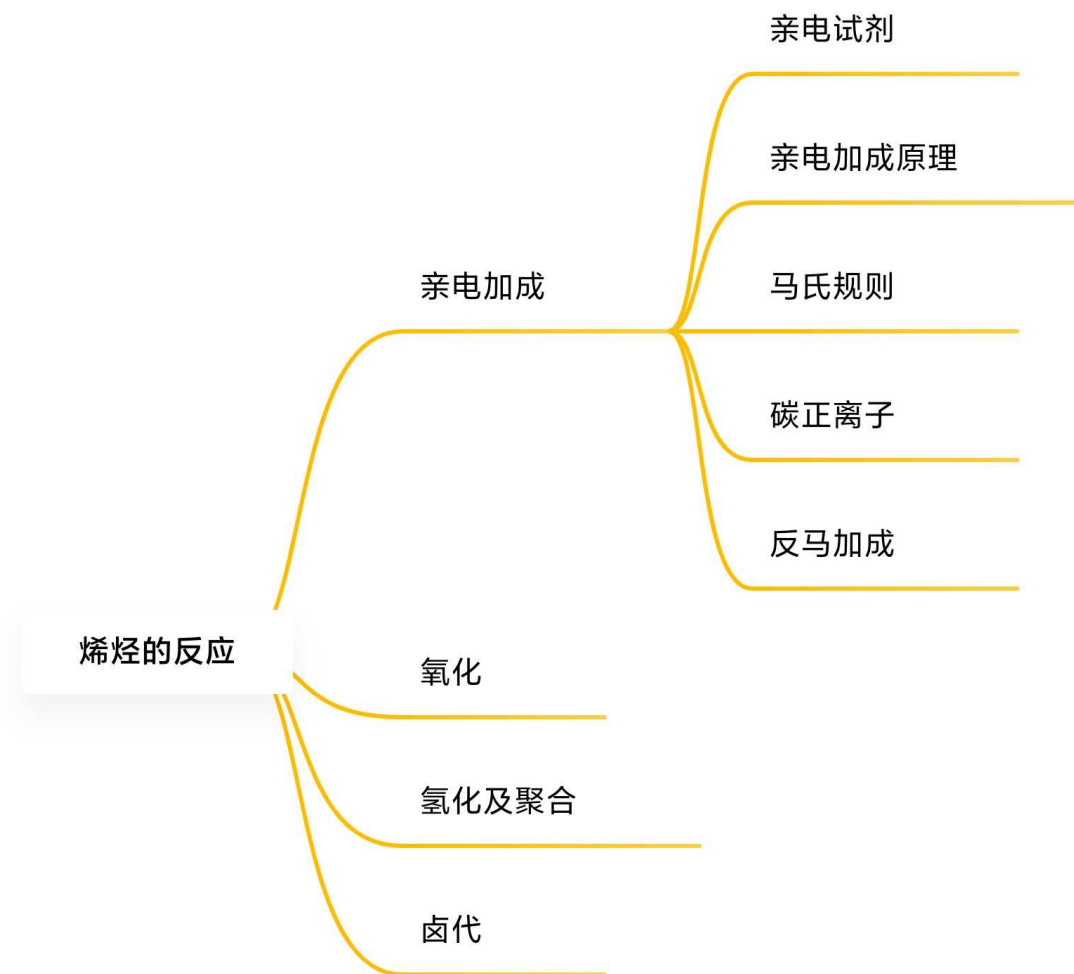 烯烃的反应
亲电加成
亲电试剂
亲电加成原理
马氏规则
碳正离子
反马加成
氧化
氢化及聚合
卤代